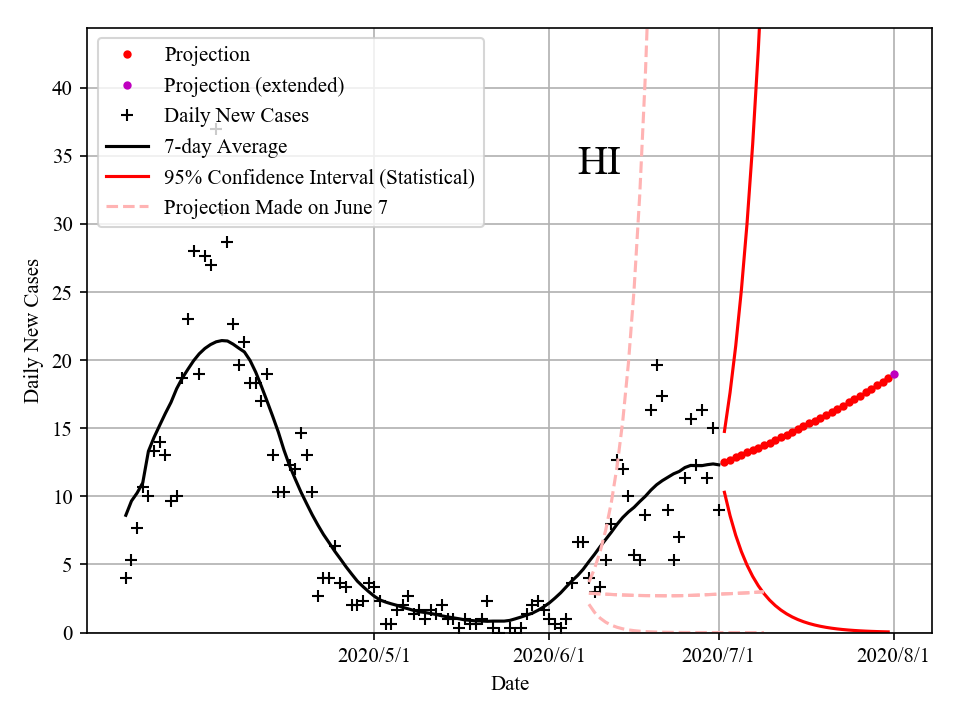 Projection
Projection (extended)
Daily New Cases
7-day Average
95% Confidence Interval (Statistical)
Projection Made on June 7
HI
40
35
30
25
20
15
10
5
0
Daily New Cases
2020/5/1
2020/6/1
2020/7/1
2020/8/1
Date